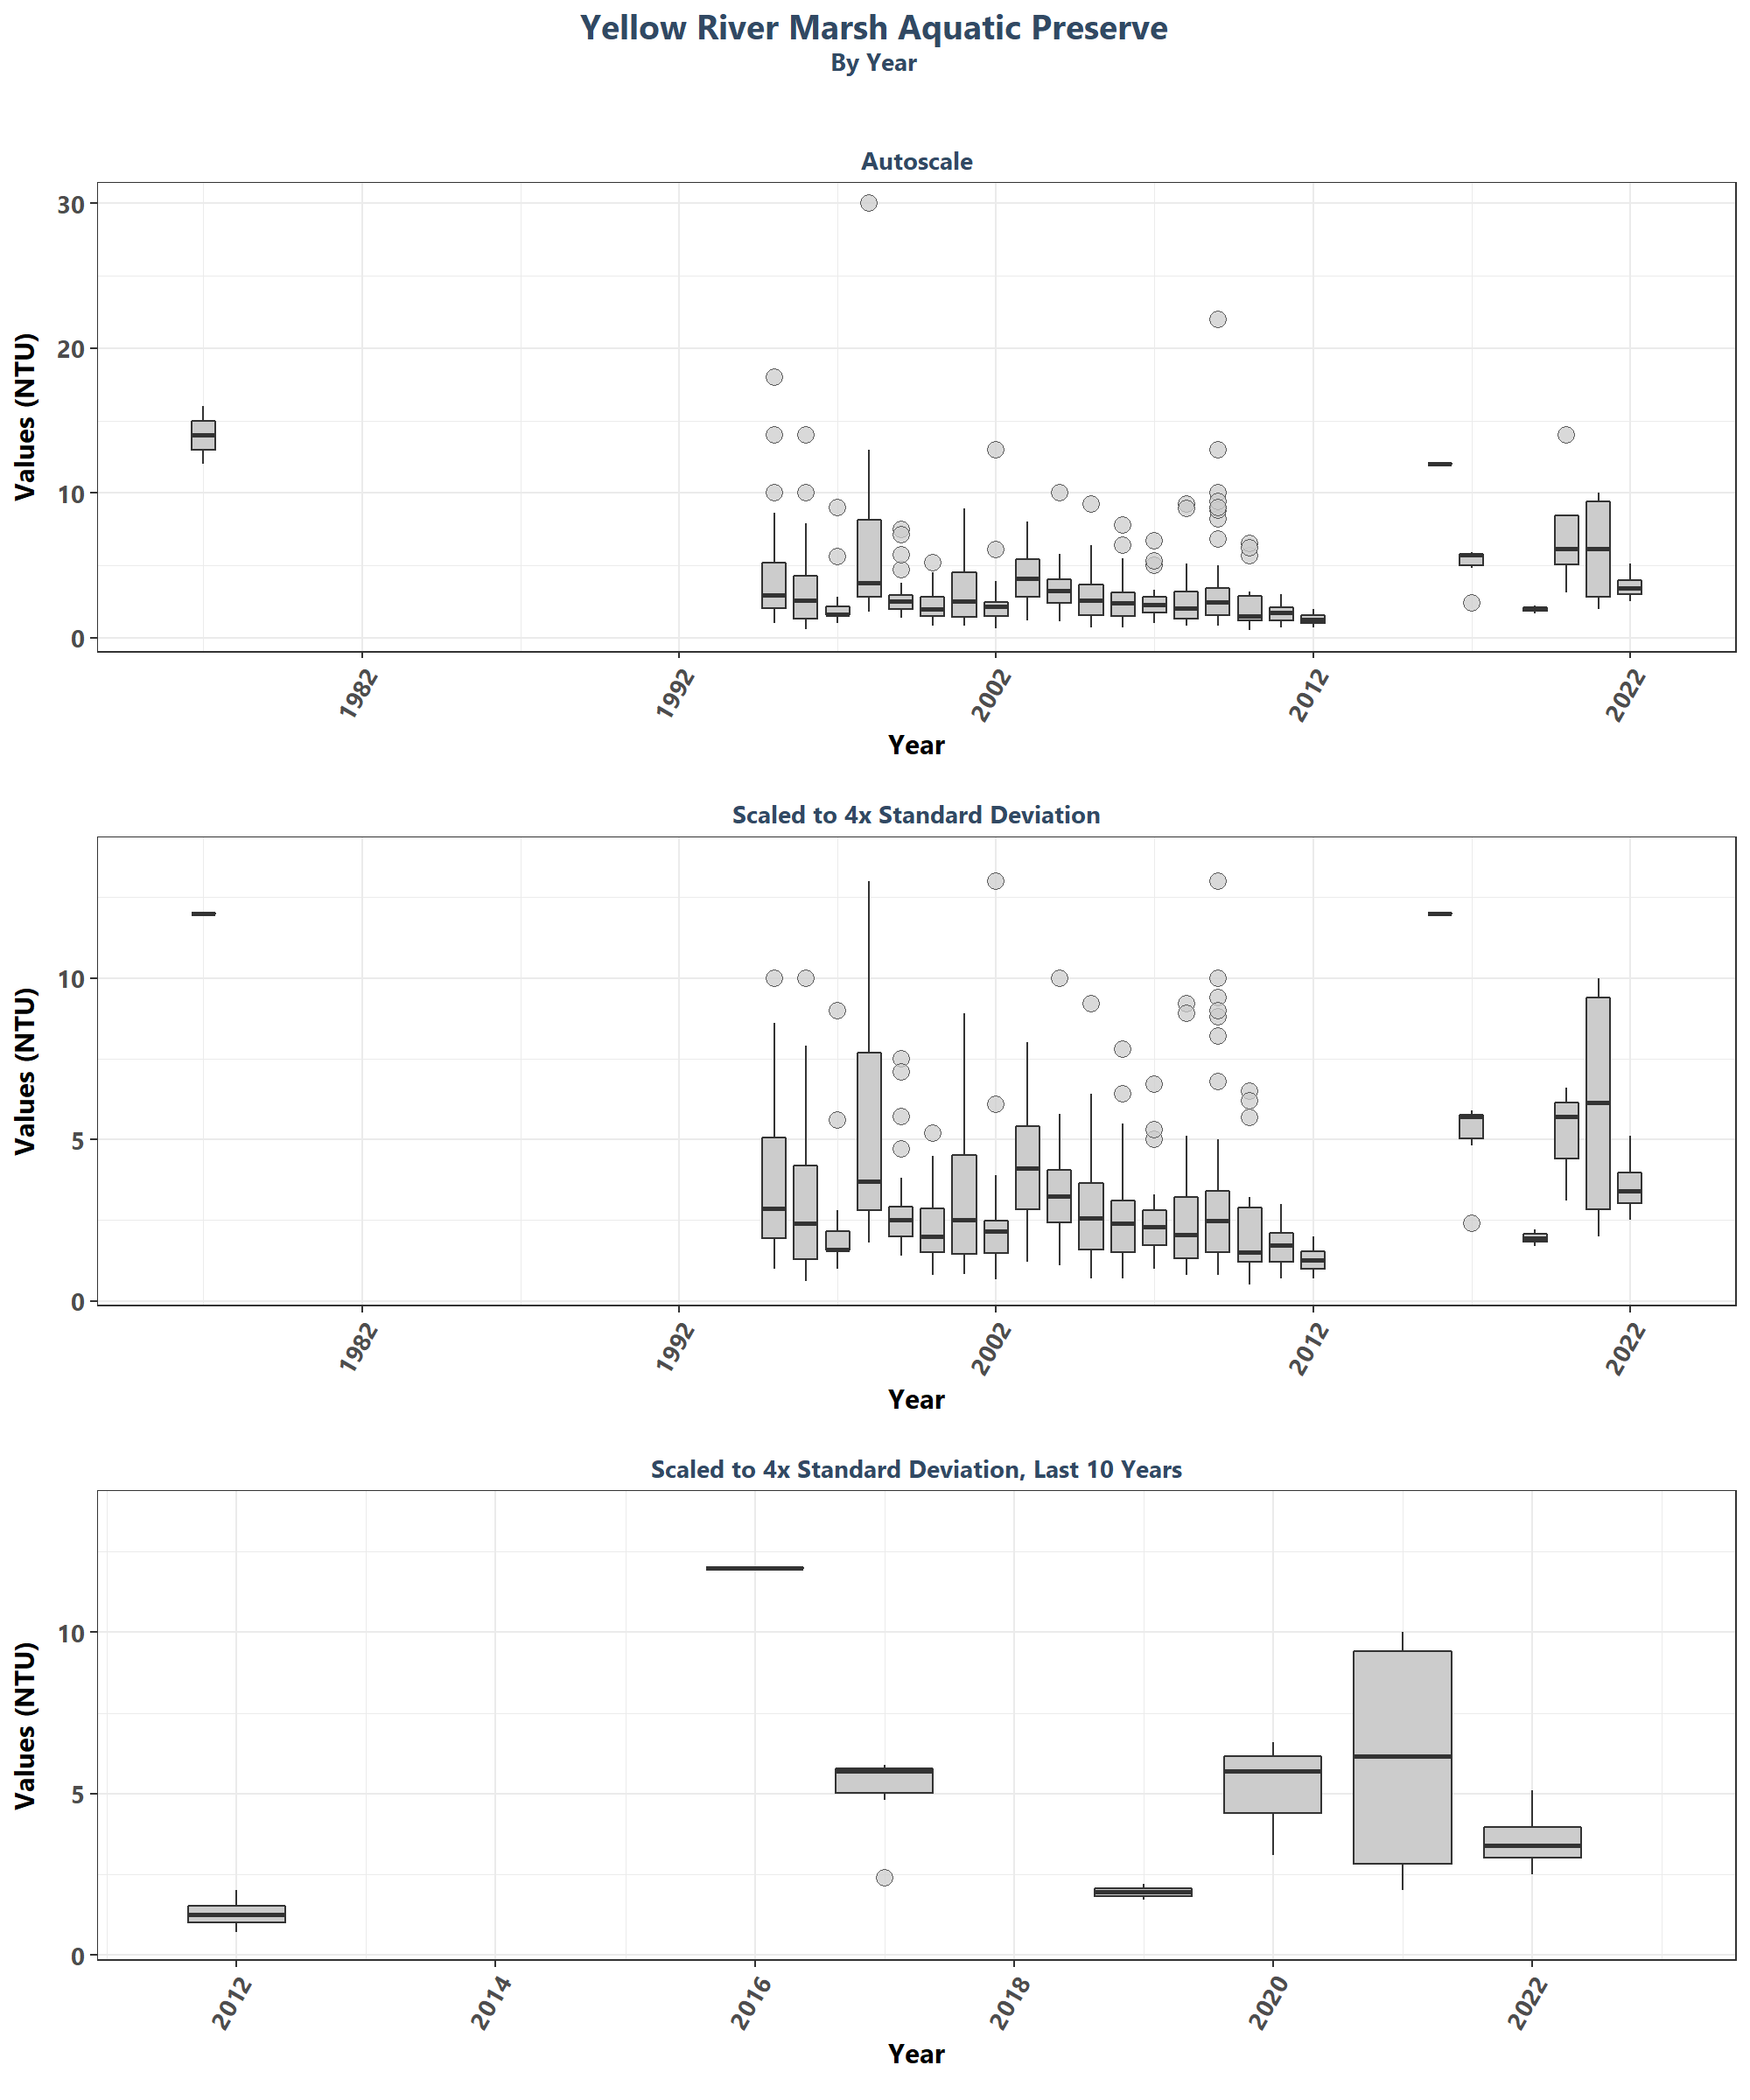 Yellow River Marsh Aquatic Preserve
By Year
Autoscale
Values (NTU)
30
20
10
0
1982 1992 2002 2012 2022
Year
Scaled to 4x Standard Deviation
Values (NTU)
10
5
0
1982 1992 2002 2012 2022
Year
Scaled to 4x Standard Deviation, Last 10 Years
Values (NTU)
10
5
0
2012 2014 2016 2018 2020 2022
Year